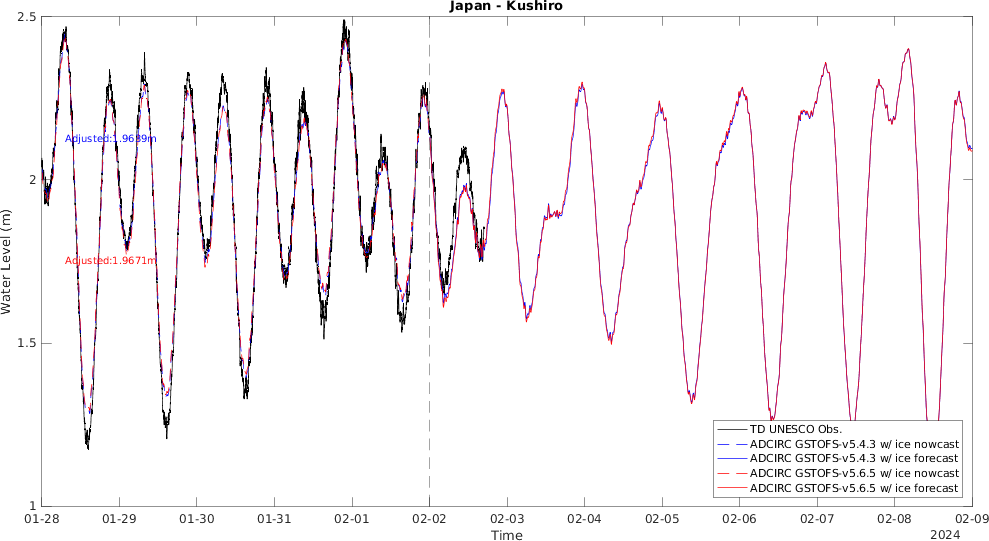 Japan - Kushiro
2.5
2
1.5
1
Water Level (m)
Adjusted:1.9639m
Adjusted:1.9671m
TD UNESCO Obs.
ADCIRC GSTOFS-v5.4.3 w/ ice nowcast
ADCIRC GSTOFS-v5.4.3 w/ ice forecast
ADCIRC GSTOFS-v5.6.5 w/ ice nowcast
ADCIRC GSTOFS-v5.6.5 w/ ice forecast
01-28 01-29 01-30 01-31 02-01 02-02 02-03 02-04 02-05 02-06 02-07 02-08 02-09
Time
2024